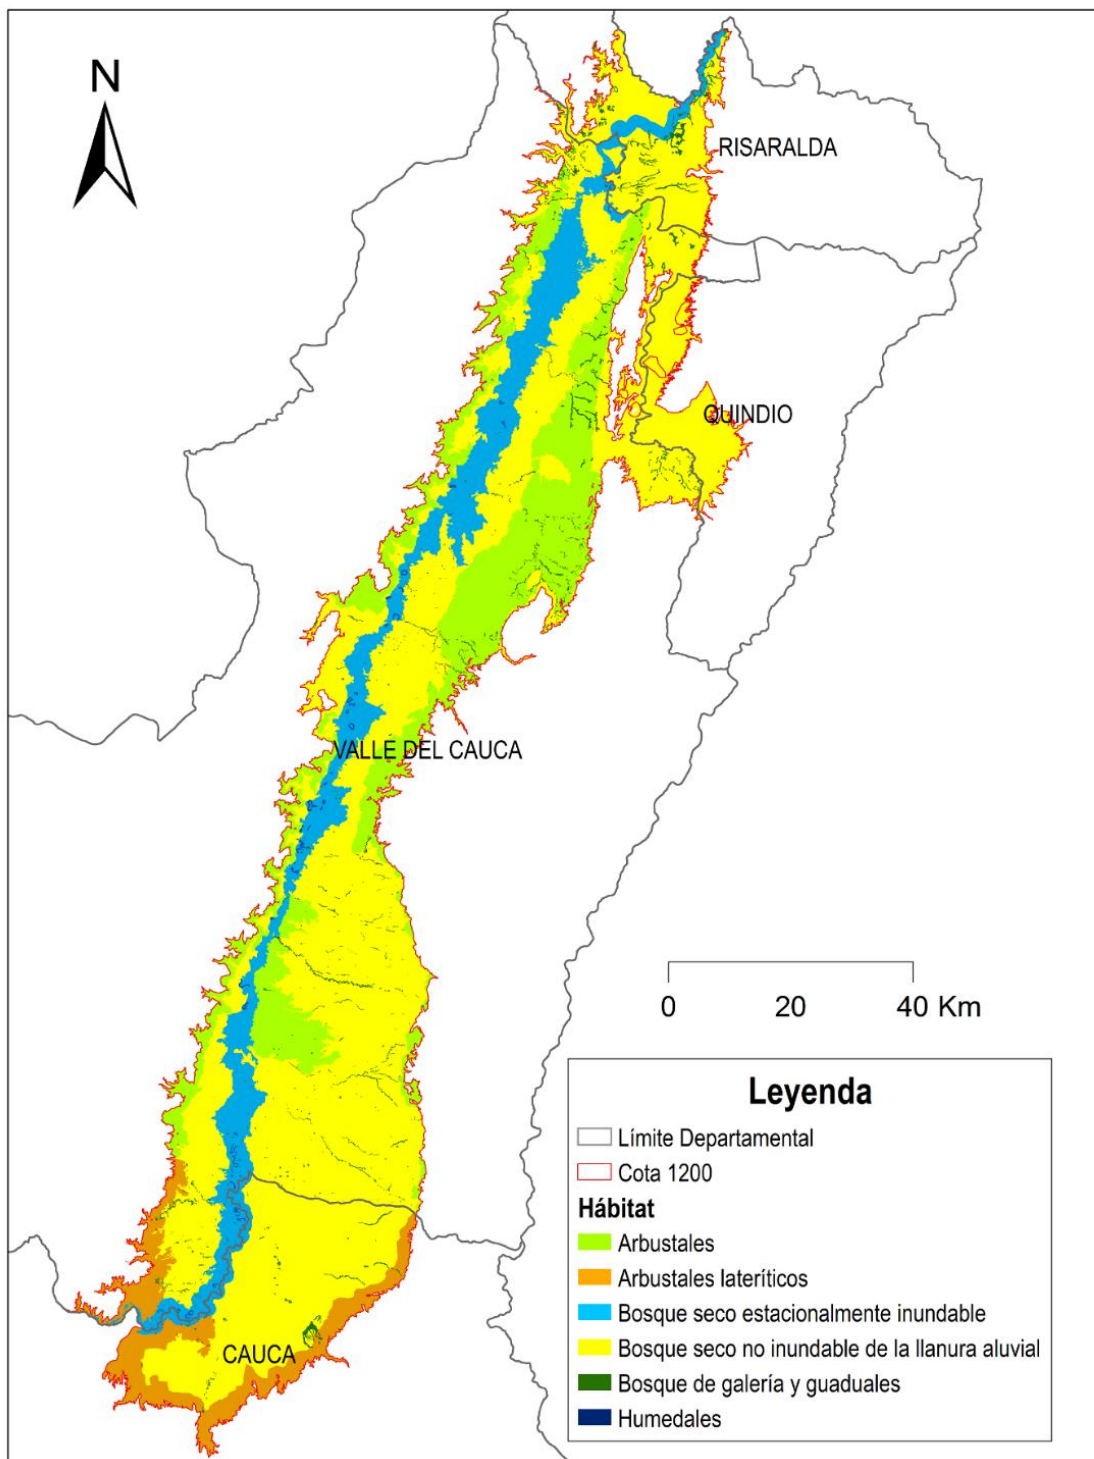 N
RISARALDA
QUINDIO
VALLE DEL CAUCA
CAUCA
0 20 40 Km
Leyenda
Límite Departamental
Cota 1200
Hábitat
Arbustales
Arbustales lateríticos
Bosque seco estacionalmente inundable
Bosque seco no inundable de la llanura aluvial
Bosque de galería y guaduales
Humedales